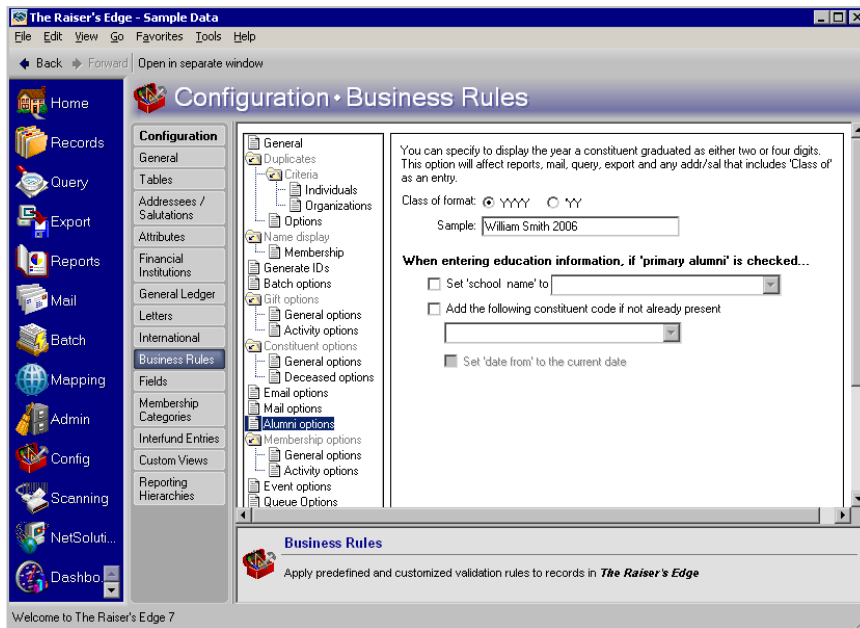 The Raiser's Edge - Sample Data
File Edit View Go Favorites Tools Help
Back Forward Open in separate window
Configuration · Business Rules
Home
Records
Query
Export
Reports
Mail
Batch
Mapping
Admin
Config
Scanning
NetSoluti...
Dashbo...
Configuration
General
Tables
Addressees /
Salutations
Attributes
Financial
Institutions
General Ledger
Letters
International
Business Rules
Fields
Membership
Categories
Interfund Entries
Custom Views
Reporting
Hierarchies
General
Duplicates
Criteria
Individuals
Organizations
Options
Name display
Membership
Generate IDs
Batch options
Gift options
General options
Activity options
Constituent options
General options
Deceased options
Email options
Mail options
Alumni options
Membership options
General options
Activity options
Event options
Queue Options
You can specify to display the year a constituent graduated as either two or four digits.
This option will affect reports, mail, query, export and any addr/sal that includes 'Class of'
as an entry.
Class of format: YYYY 'YY
Sample: William Smith 2006
When entering education information, if 'primary alumni' is checked...
Set 'school name' to
Add the following constituent code if not already present
Set 'date from' to the current date
Business Rules
Apply predefined and customized validation rules to records in The Raiser's Edge
Welcome to The Raiser's Edge 7